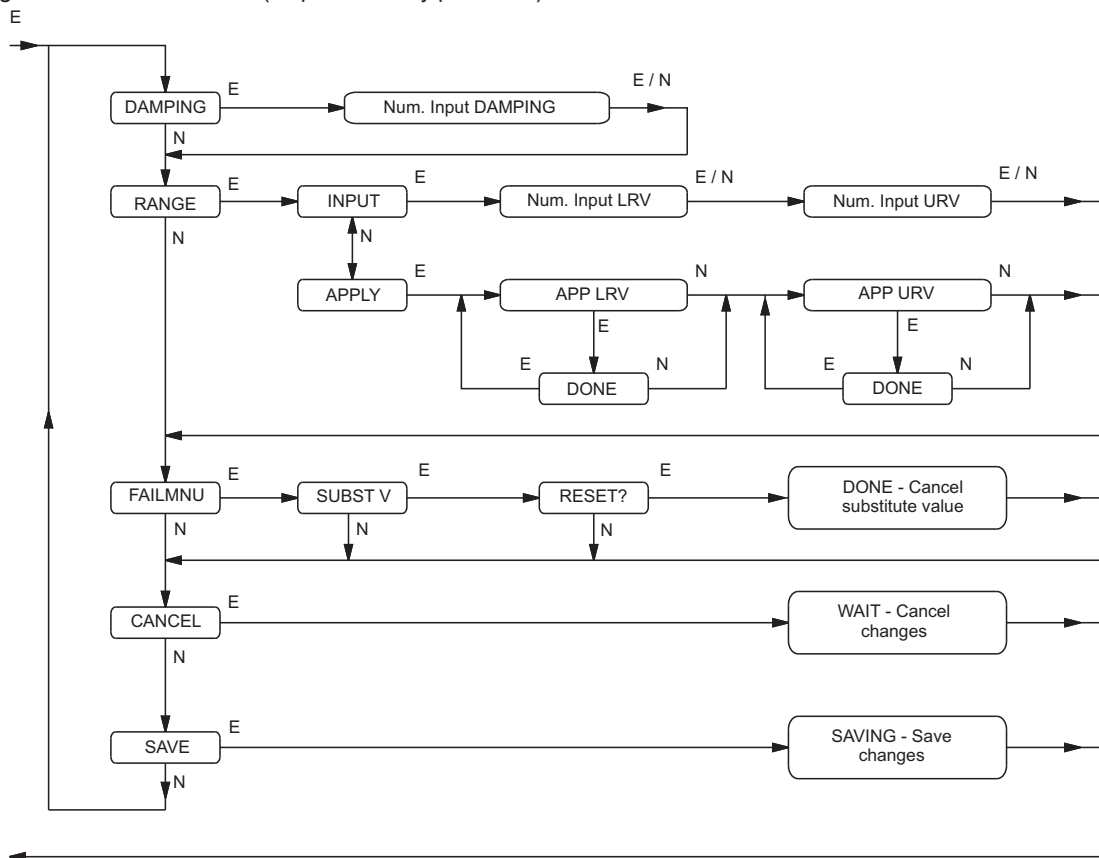 E
DAMPING
E
Num. Input DAMPING
E / N
N
RANGE
E
INPUT
E
Num. Input LRV
E / N
Num. Input URV
E / N
N
N
APPLY
E
APP LRV
N
APP URV
N
E
E
E
DONE
N
E
DONE
N
FAILMNU
E
SUBST V
E
RESET?
E
DONE - Cancel
substitute value
N
N
N
CANCEL
E
WAIT - Cancel
changes
N
SAVE
E
SAVING - Save
changes
N